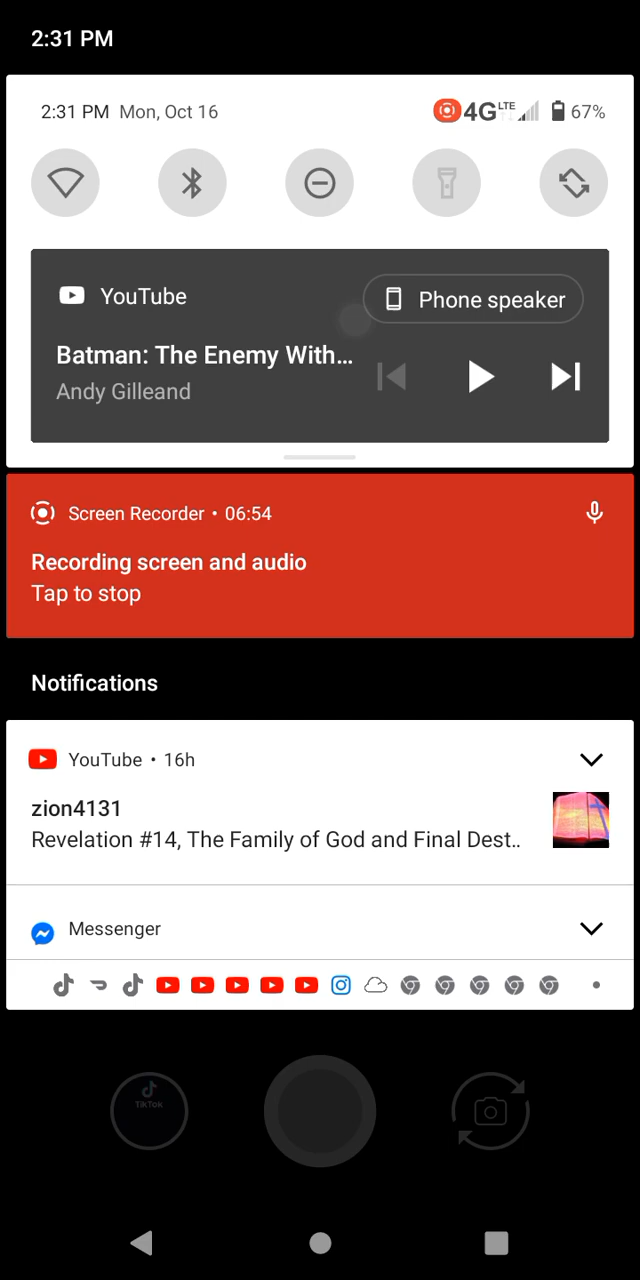 2:31 PM
2:31 PM Mon, Oct 16 4G LTE 67%
YouTube
Phone speaker
Batman: The Enemy With...
Andy Gilleand
Screen Recorder • 06:54
Recording screen and audio
Tap to stop
Notifications
YouTube • 16h
zion4131
Revelation #14, The Family of God and Final Dest..
Messenger
TikTok